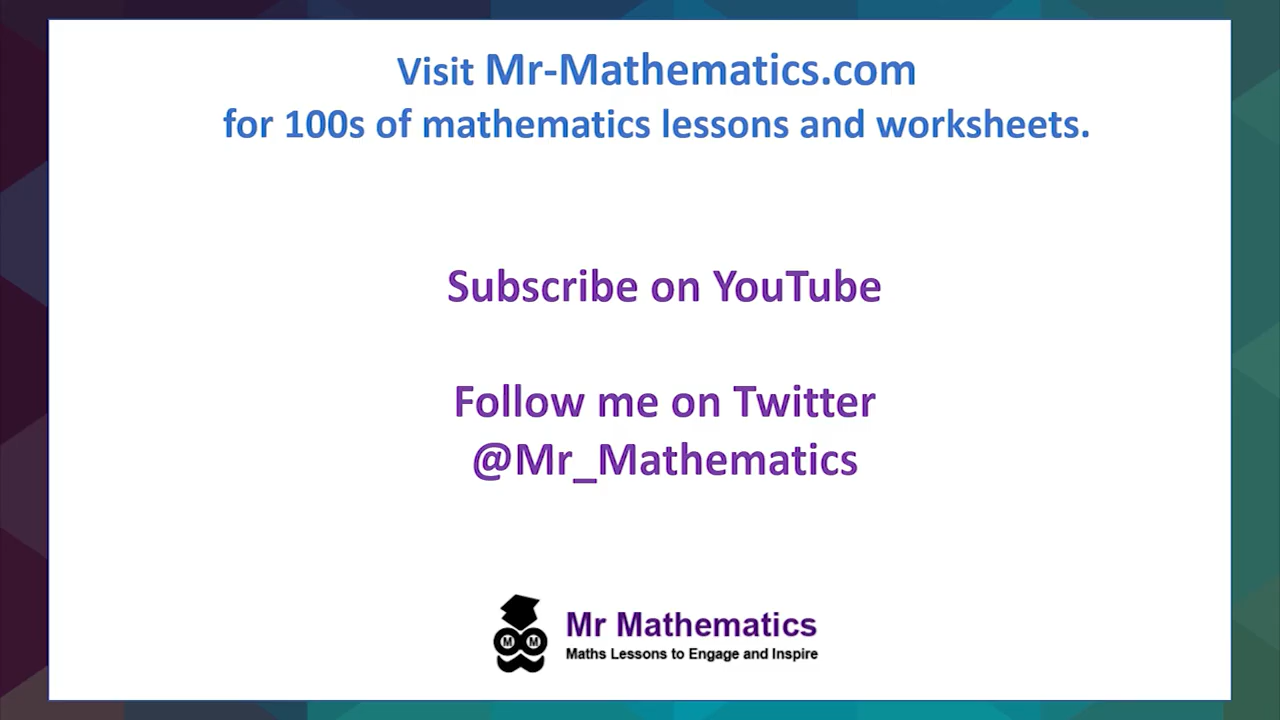 Visit Mr-Mathematics.com
for 100s of mathematics lessons and worksheets.
Subscribe on YouTube
Follow me on Twitter
@Mr_Mathematics
M M
Mr Mathematics
Maths Lessons to Engage and Inspire